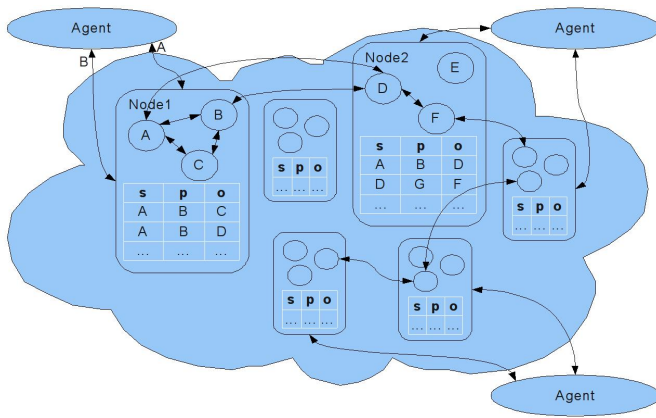 Agent
A
B
Agent
Node1
A
B
C
s p o
A B C
A B D
... ... ...
s p o
... ... ...
Node2
E
D
F
s p o
A B D
D G F
... ... ...
s p o
... ... ...
s p o
... ... ...
s p o
... ... ...
Agent